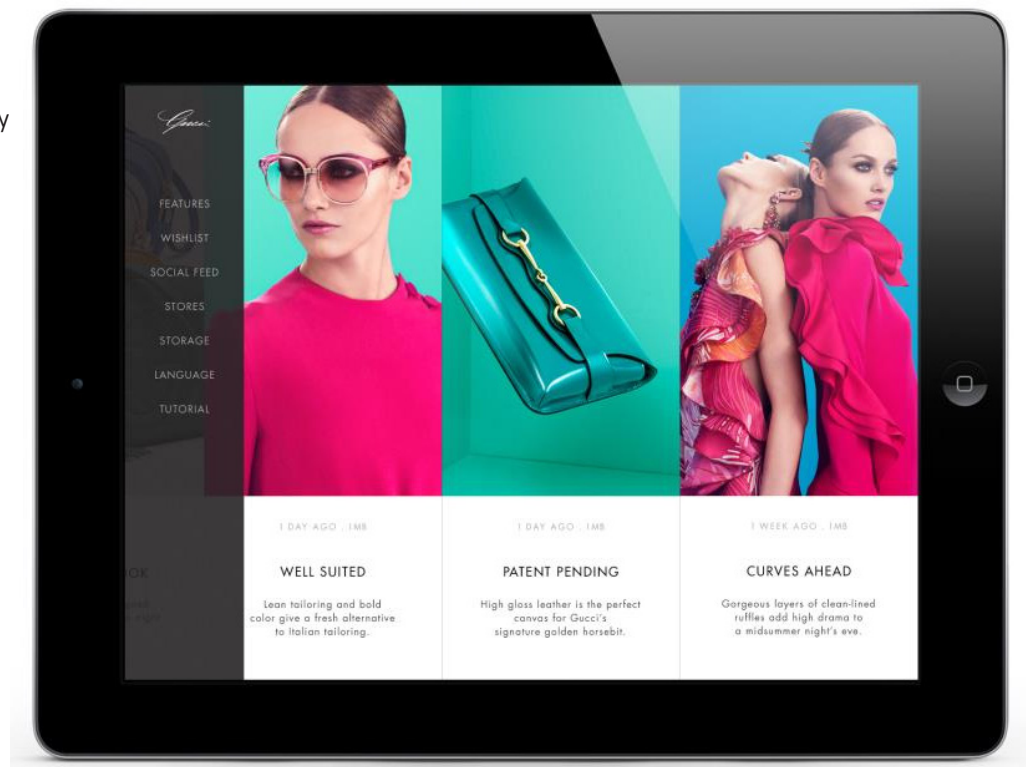 y
Gucci
FEATURES
WISHLIST
SOCIAL FEED
STORES
STORAGE
LANGUAGE
TUTORIAL
1 DAY AGO . 1MB
WELL SUITED
Lean tailoring and bold
color give a fresh alternative
to Italian tailoring.
1 DAY AGO . 1MB
PATENT PENDING
High gloss leather is the perfect
canvas for Gucci's
signature golden horsebit.
1 WEEK AGO . 1MB
CURVES AHEAD
Gorgeous layers of clean-lined
ruffles add high drama to
a midsummer night's eve.